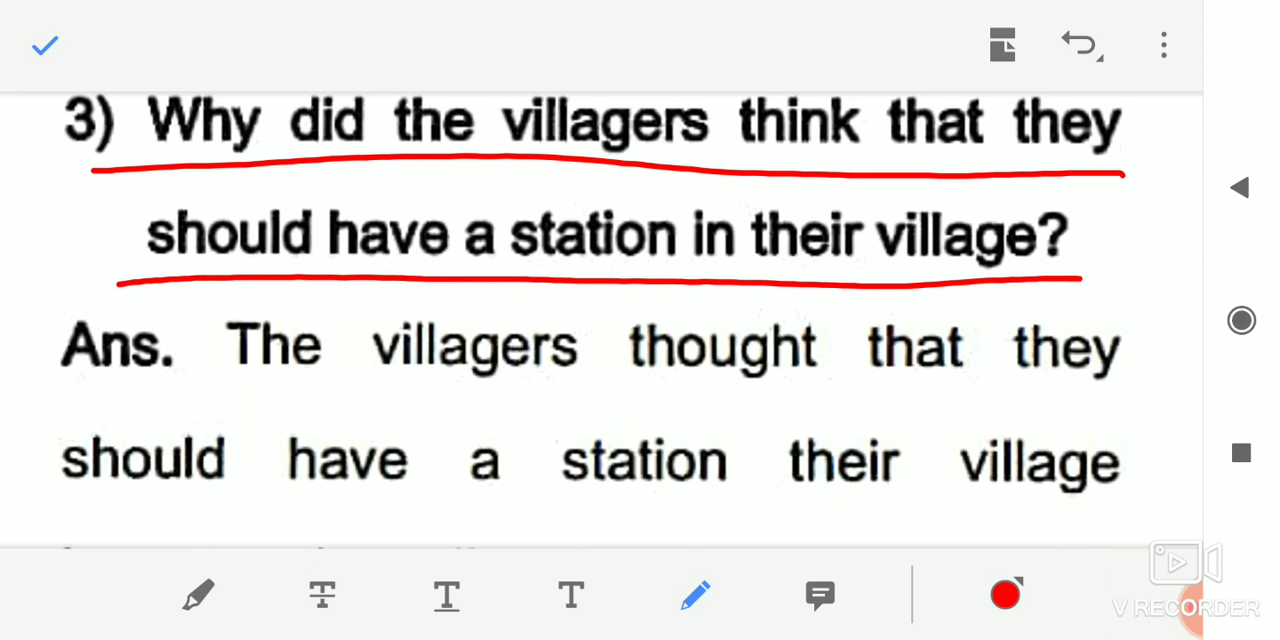 3) Why did the villagers think that they
should have a station in their village?
Ans. The villagers thought that they
should have a station their village
V RECORDER